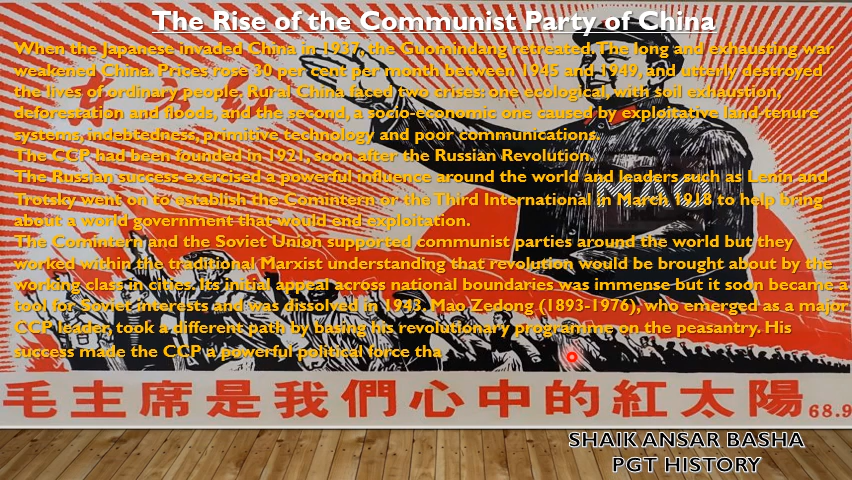 The Rise of the Communist Party of China
When the Japanese invaded China in 1937, the Guomindang retreated. The long and exhausting war
weakened China. Prices rose 30 per cent per month between 1945 and 1949, and utterly destroyed
the lives of ordinary people. Rural China faced two crises: one ecological, with soil exhaustion,
deforestation and floods, and the second, a socio-economic one caused by exploitative land-tenure
systems, indebtedness, primitive technology and poor communications.
The CCP had been founded in 1921, soon after the Russian Revolution.
The Russian success exercised a powerful influence around the world and leaders such as Lenin and
Trotsky went on to establish the Comintern or the Third International in March 1918 to help bring
about a world government that would end exploitation.
The Comintern and the Soviet Union supported communist parties around the world but they
worked within the traditional Marxist understanding that revolution would be brought about by the
working class in cities. Its initial appeal across national boundaries was immense but it soon became a
tool for Soviet interests and was dissolved in 1943. Mao Zedong (1893-1976), who emerged as a major
CCP leader, took a different path by basing his revolutionary programme on the peasantry. His
success made the CCP a powerful political force tha
MAO
毛主席是我們心中的紅太陽 68.9
SHAIK ANSAR BASHA
PGT HISTORY